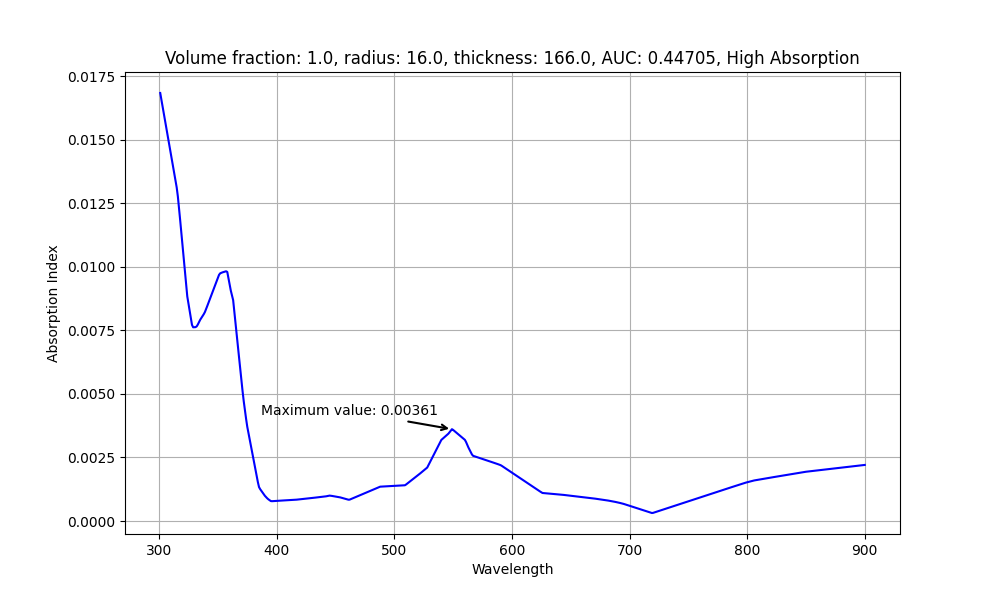 Volume fraction: 1.0, radius: 16.0, thickness: 166.0, AUC: 0.44705, High Absorption
0.0175
0.0150
0.0125
0.0100
0.0075
0.0050
0.0025
0.0000
Absorption Index
Maximum value: 0.00361
300 400 500 600 700 800 900
Wavelength